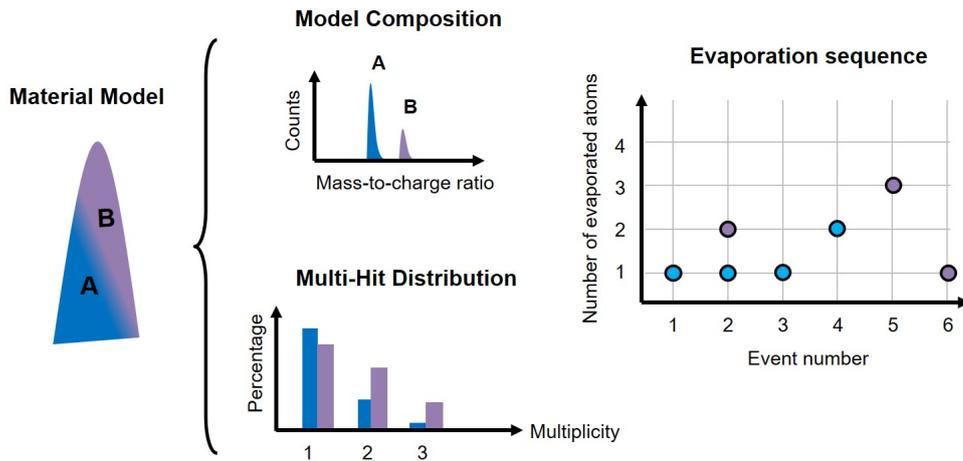 Material Model
B
A
Model Composition
Counts
A
B
Mass-to-charge ratio
Multi-Hit Distribution
Percentage
1 2 3
Multiplicity
Evaporation sequence
Number of evaporated atoms
4
3
2
1
1 2 3 4 5 6
Event number